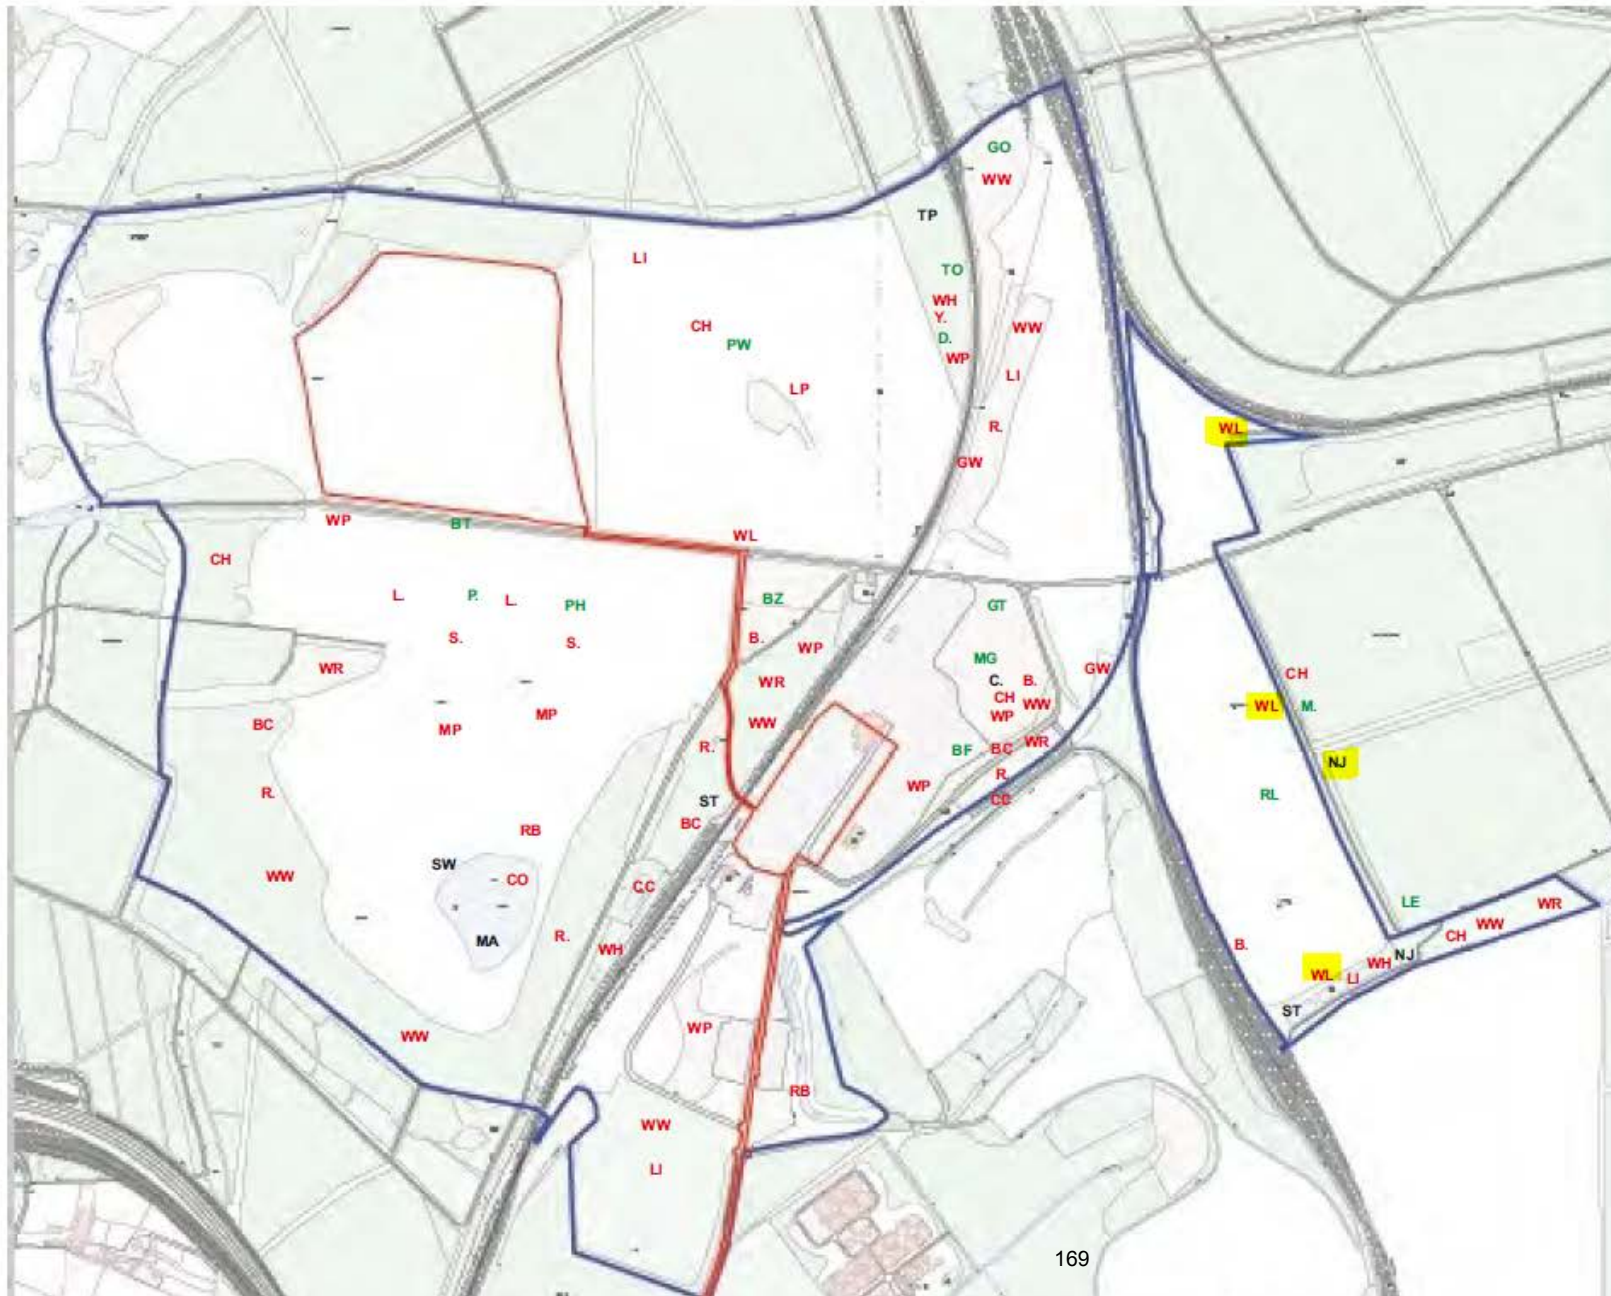 GO
WW
TP
LI
TO
WH
CH
Y.
WW
D.
PW
WP
LI
LP
R.
WL
GW
WP
BT
WL
CH
L.
P.
L.
PH
BZ
GT
S.
S.
B.
WP
MG
WR
WR
C.
B.
GW
CH
CH
WW
WL
M.
MP
MP
WP
BC
WW
R.
BF
BC
WR
NJ
R.
WP
R.
CC
RL
ST
BC
RB
SW
WW
CO
CC
LE
WR
WW
CH
MA
R.
WH
B.
NJ
WH
WL
LI
ST
WP
WW
RB
WW
LI
169